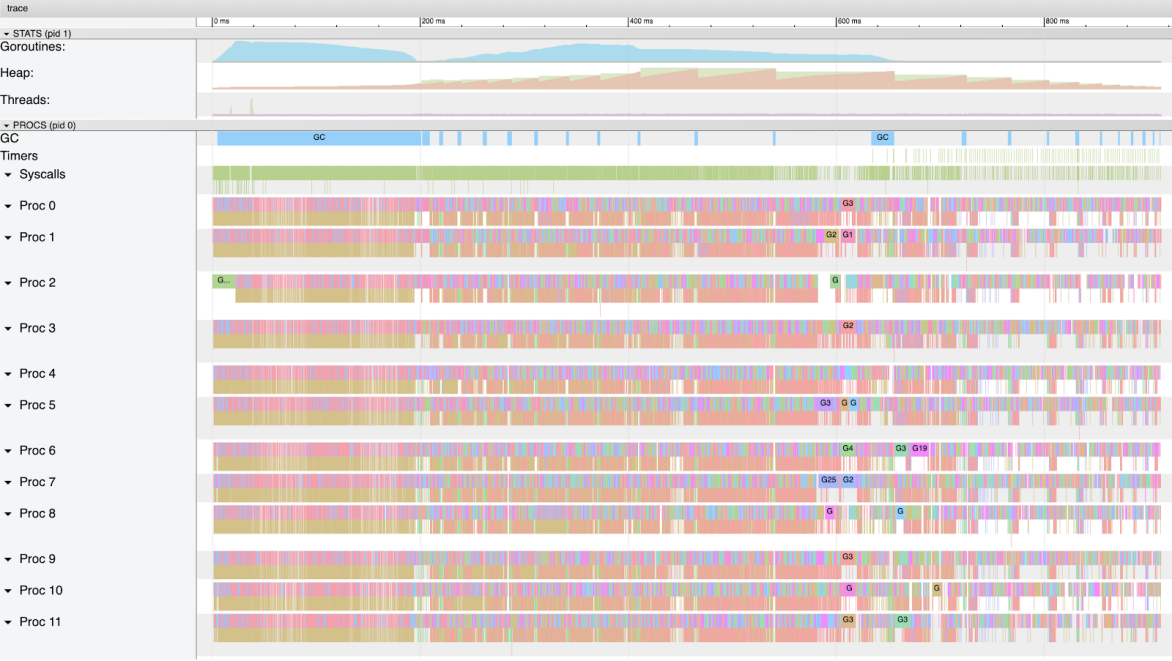 trace
0 ms 200 ms 400 ms 600 ms 800 ms
STATS (pid 1)
Goroutines:
Heap:
Threads:
PROCS (pid 0)
GC GC GC
Timers
Syscalls
Proc 0 G3
Proc 1 G2 G1
Proc 2 G... G
Proc 3 G2
Proc 4
Proc 5 G3 G G
Proc 6 G4 G3 G19
Proc 7 G25 G2
Proc 8 G G
Proc 9 G3
Proc 10 G G
Proc 11 G3 G3